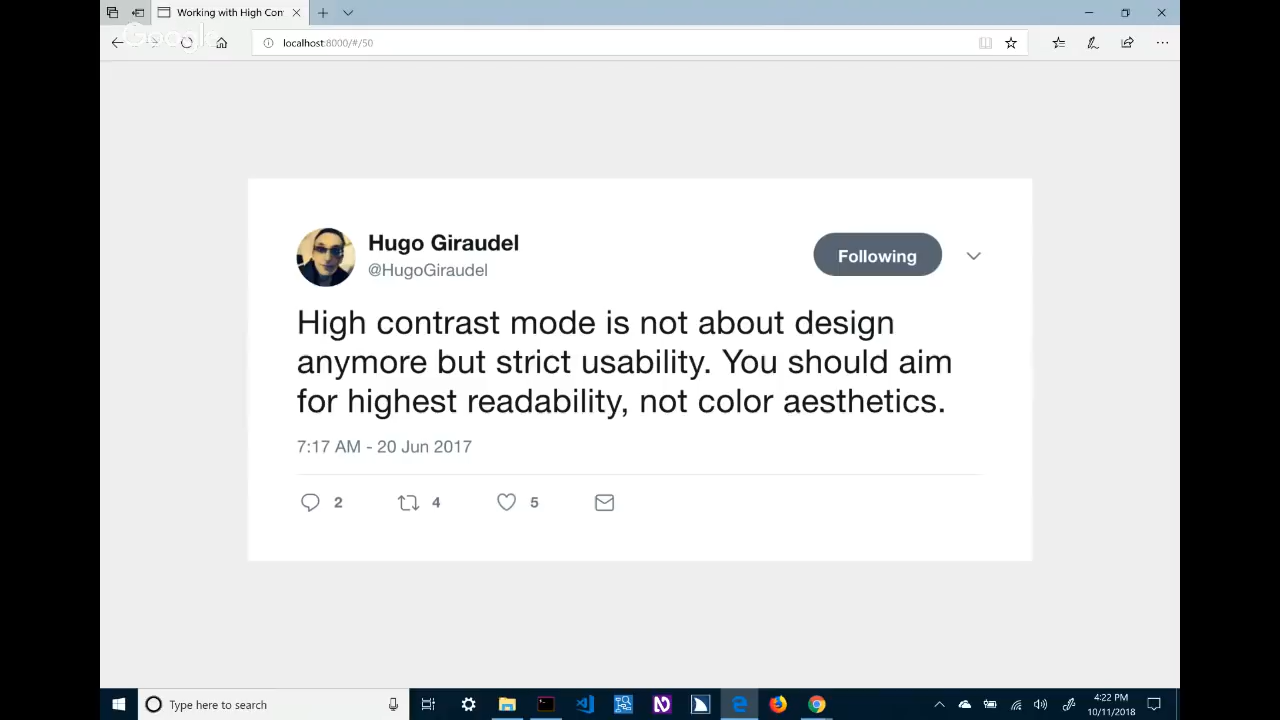 Working with High Con
Google
localhost:8000/#/50
Hugo Giraudel
@HugoGiraudel
Following
High contrast mode is not about design
anymore but strict usability. You should aim
for highest readability, not color aesthetics.
7:17 AM - 20 Jun 2017
2
4
5
Type here to search
4:22 PM
10/11/2018